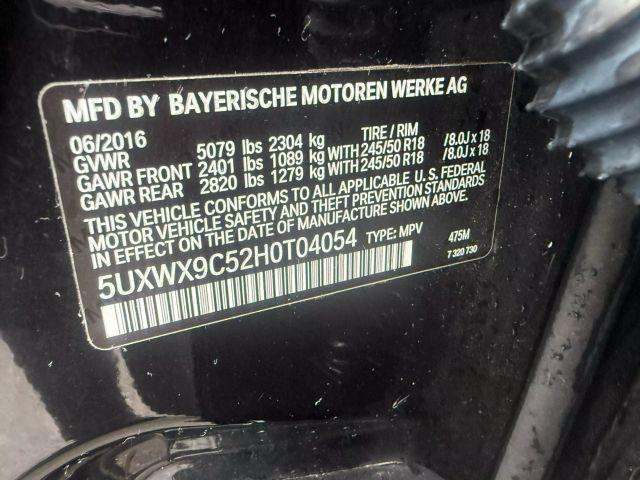 MFD BY BAYERISCHE MOTOREN WERKE AG
06/2016 TIRE / RIM
GVWR 5079 lbs 2304 kg
GAWR FRONT 2401 lbs 1089 kg WITH 245/50 R18 /8.0J x 18
GAWR REAR 2820 lbs 1279 kg WITH 245/50 R18 /8.0J x 18
THIS VEHICLE CONFORMS TO ALL APPLICABLE U.S. FEDERAL
MOTOR VEHICLE SAFETY AND THEFT PREVENTION STANDARDS
IN EFFECT ON THE DATE OF MANUFACTURE SHOWN ABOVE.
5UXWX9C52H0T04054 TYPE: MPV 475M
7 320 730